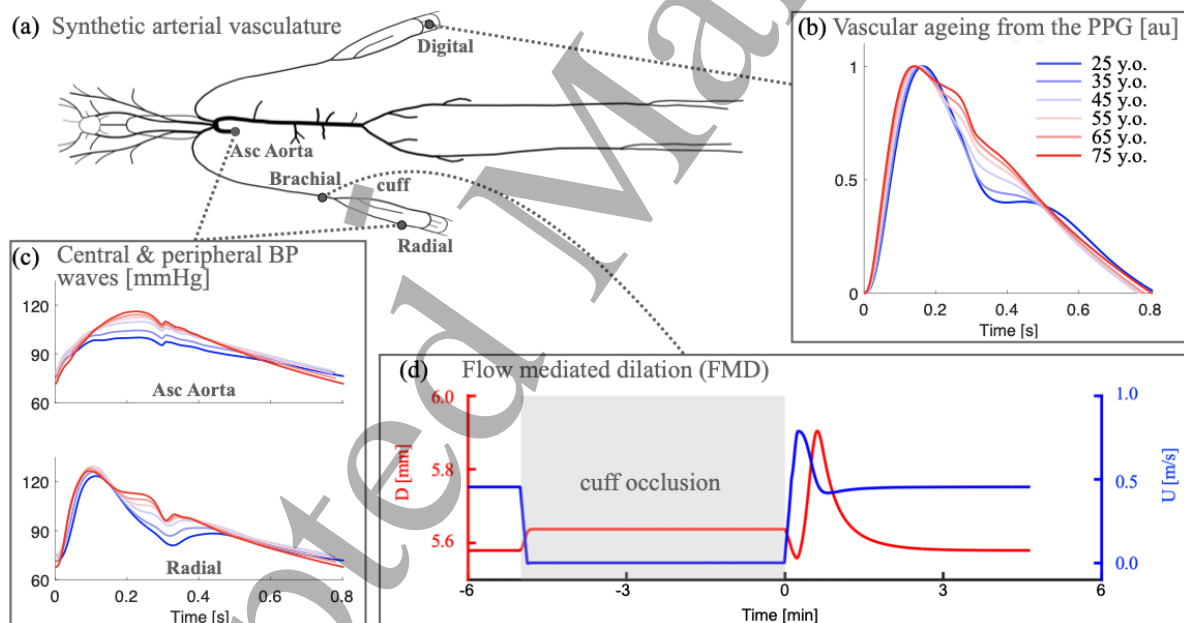 (a) Synthetic arterial vasculature
Digital
Asc Aorta
Brachial
cuff
Radial
(b) Vascular ageing from the PPG [au]
1
0.5
0
25 y.o.
35 y.o.
45 y.o.
55 y.o.
65 y.o.
75 y.o.
0 0.2 0.4 0.6 0.8
Time [s]
(c) Central & peripheral BP
waves [mmHg]
120
90
60
Asc Aorta
120
90
60
Radial
0 0.2 0.4 0.6 0.8
Time [s]
(d) Flow mediated dilation (FMD)
6.0
5.8
5.6
D [mm]
cuff occlusion
1.0
0.5
0.0
U [m/s]
-6 -3 0 3 6
Time [min]
oted Ma